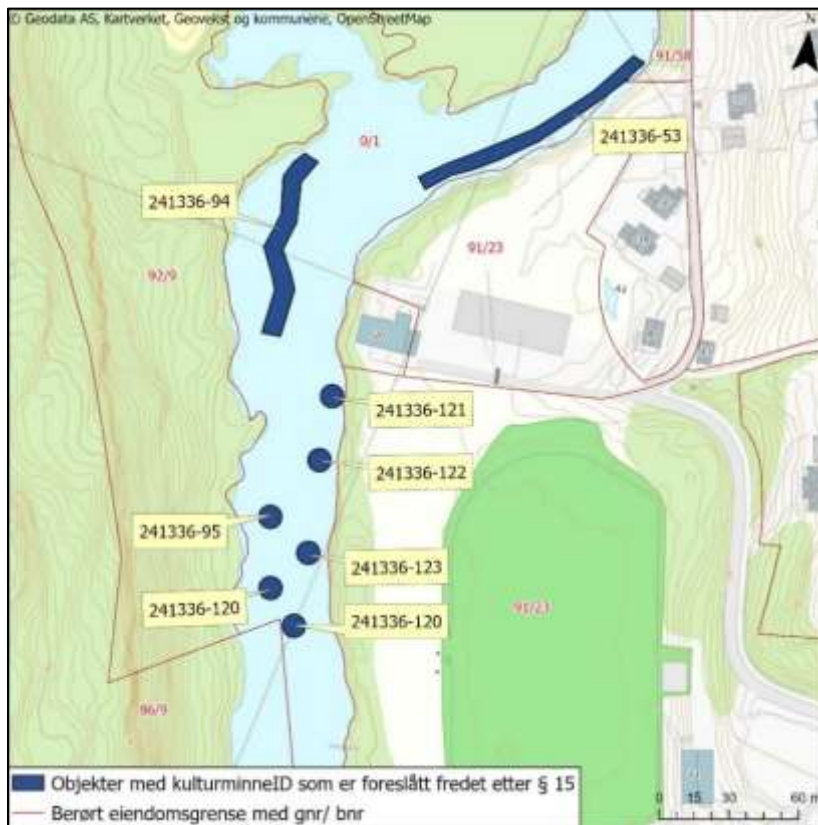 © Geodata AS, Kartverket, Geovekst og kommunene, OpenStreetMap
N
91/58
0/1
241336-53
241336-94
91/23
92/9
241336-121
241336-122
241336-95
241336-123
241336-120
241336-120
91/23
96/9
Objekter med kulturminneID som er foreslått fredet etter § 15
Berørt eiendomsgrense med gnr/ bnr
0 15 30 60 m